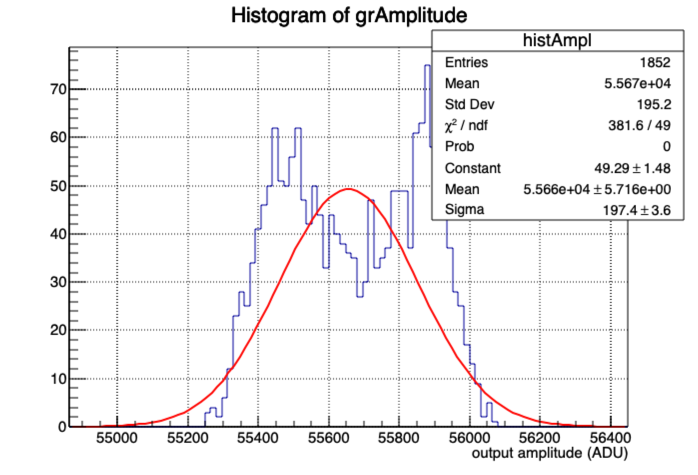 Histogram of grAmplitude
histAmpl
Entries 1852
Mean 5.567e+04
Std Dev 195.2
χ² / ndf 381.6 / 49
Prob 0
Constant 49.29 ± 1.48
Mean 5.566e+04 ± 5.716e+00
Sigma 197.4 ± 3.6
70
60
50
40
30
20
10
0
55000 55200 55400 55600 55800 56000 56200 56400
output amplitude (ADU)